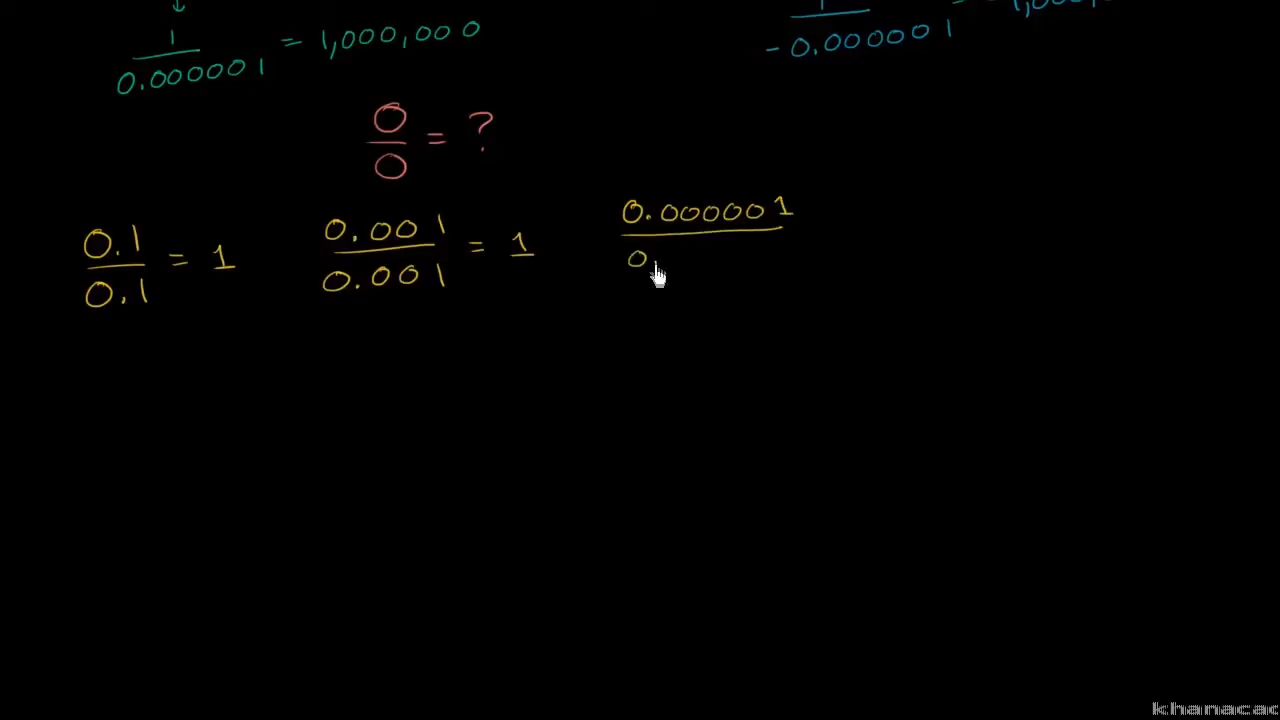 1/0.000001 = 1,000,000
1/-0.000001 =
0/0 = ?
0.1/0.1 = 1
0.001/0.001 = 1
0.000001/0.
khanacac